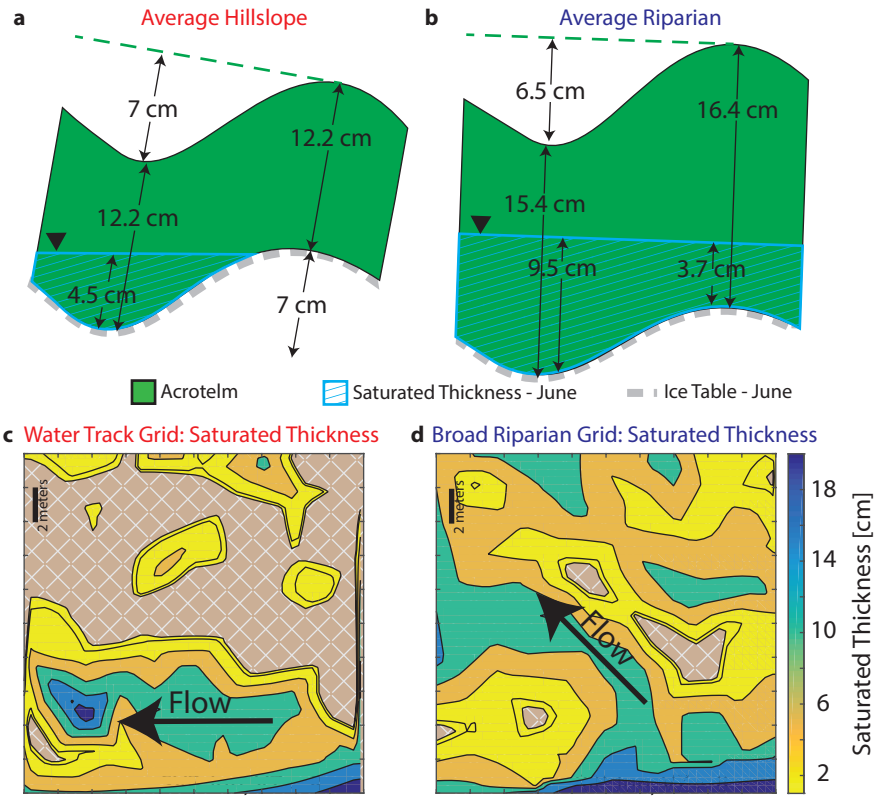 a Average Hillslope
7 cm
12.2 cm
12.2 cm
4.5 cm
7 cm
b Average Riparian
6.5 cm
16.4 cm
15.4 cm
9.5 cm
3.7 cm
Acrotelm
Saturated Thickness - June
Ice Table - June
c Water Track Grid: Saturated Thickness
2 meters
Flow
d Broad Riparian Grid: Saturated Thickness
2 meters
Flow
18
14
10
6
2
Saturated Thickness [cm]